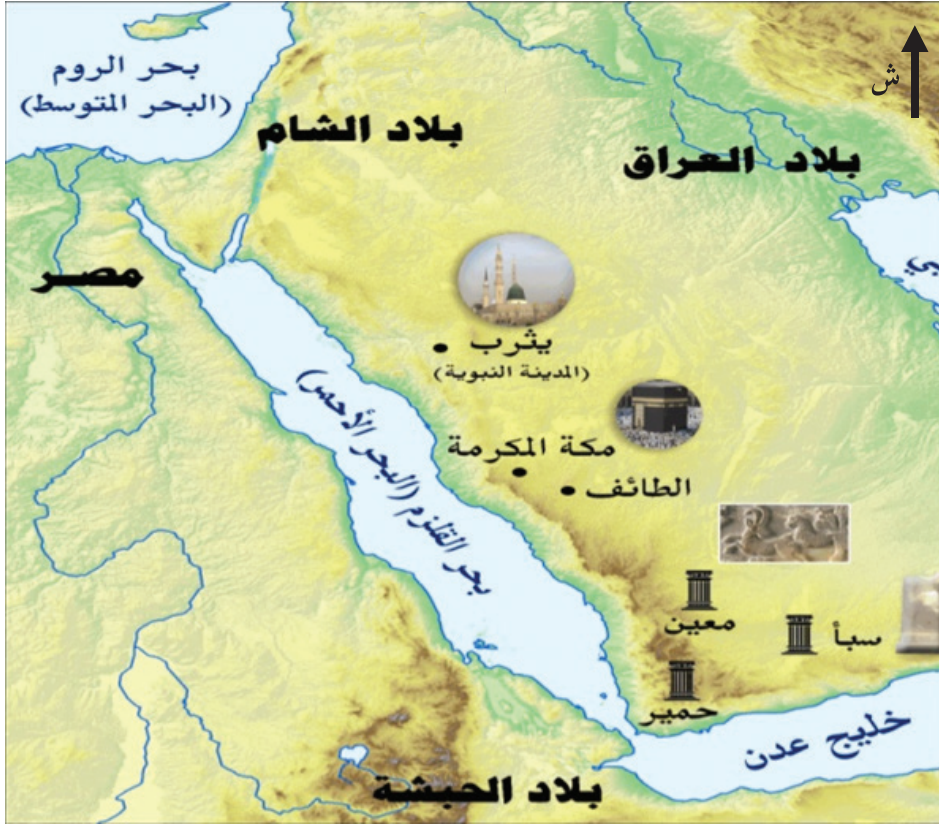 بحر الروم
(البحر المتوسط)
ش
بلاد الشام
بلاد العراق
مصر
يثرب
(المدينة النبوية)
مكة المكرمة
الطائف
بحر القلزم (البحر الأحمر)
معين
سبأ
حمير
خليج عدن
بلاد الحبشة